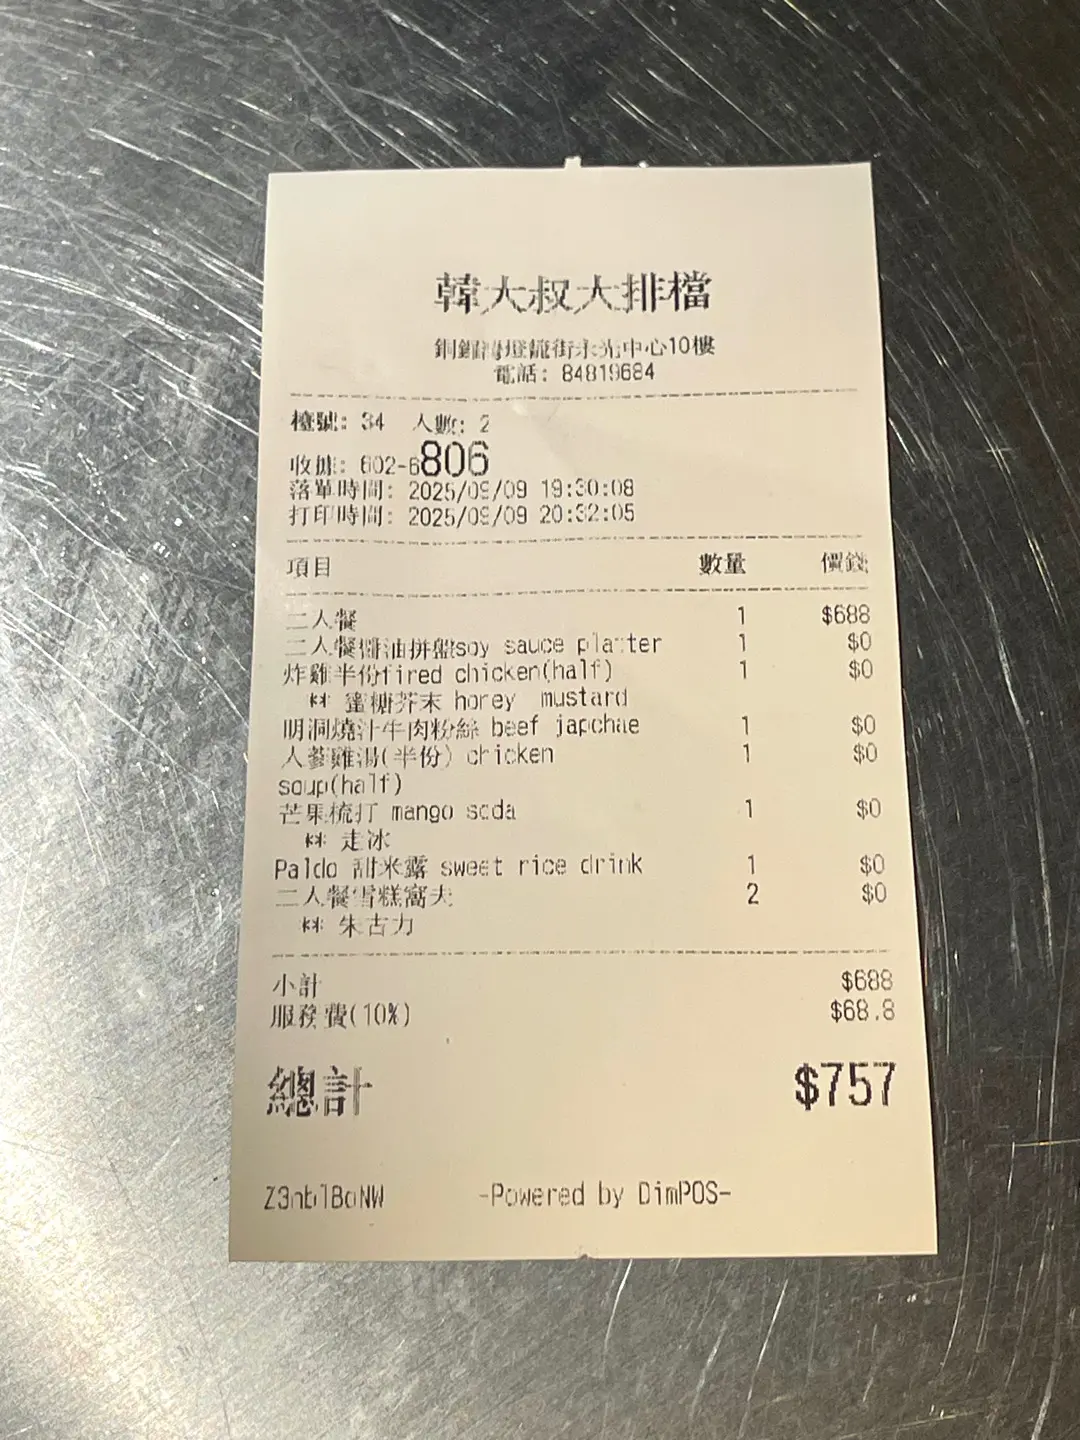 韓大叔大排檔
銅鑼灣燈籠街永光中心10樓
電話: 84819684
檯號: 34 人數: 2
收據: 602-6806
落單時間: 2025/09/09 19:30:08
打印時間: 2025/09/09 20:32:05
項目 數量 價錢
二人餐 1 $688
二人餐醬油拼盤soy sauce platter 1 $0
炸雞半份fired chicken(half) 1 $0
** 蜜糖芥末 honey mustard
明洞燒汁牛肉粉絲 beef japchae 1 $0
人蔘雞湯(半份) chicken 1 $0
soup(half)
芒果梳打 mango soda 1 $0
** 走冰
Paldo 甜米露 sweet rice drink 1 $0
二人餐雪糕窩夫 2 $0
** 朱古力
小計 $688
服務費(10%) $68.8
總計 $757
-Powered by DimPOS-